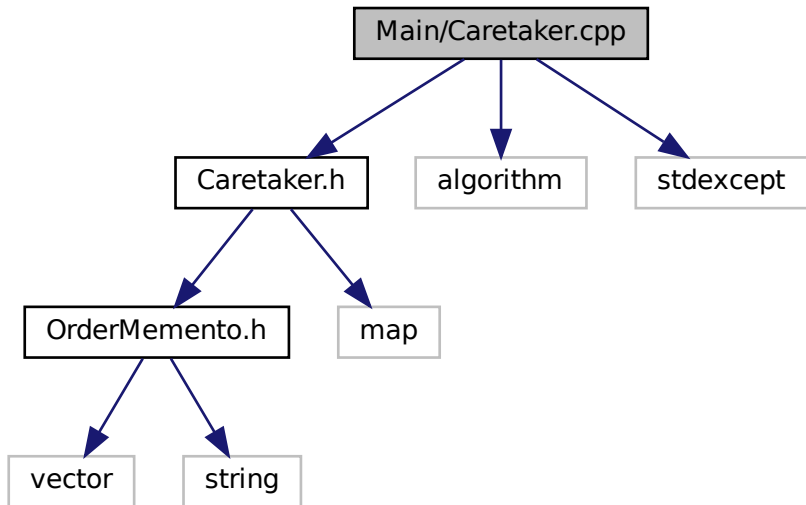 Main/Caretaker.cpp
Caretaker.h
algorithm
stdexcept
OrderMemento.h
map
vector
string